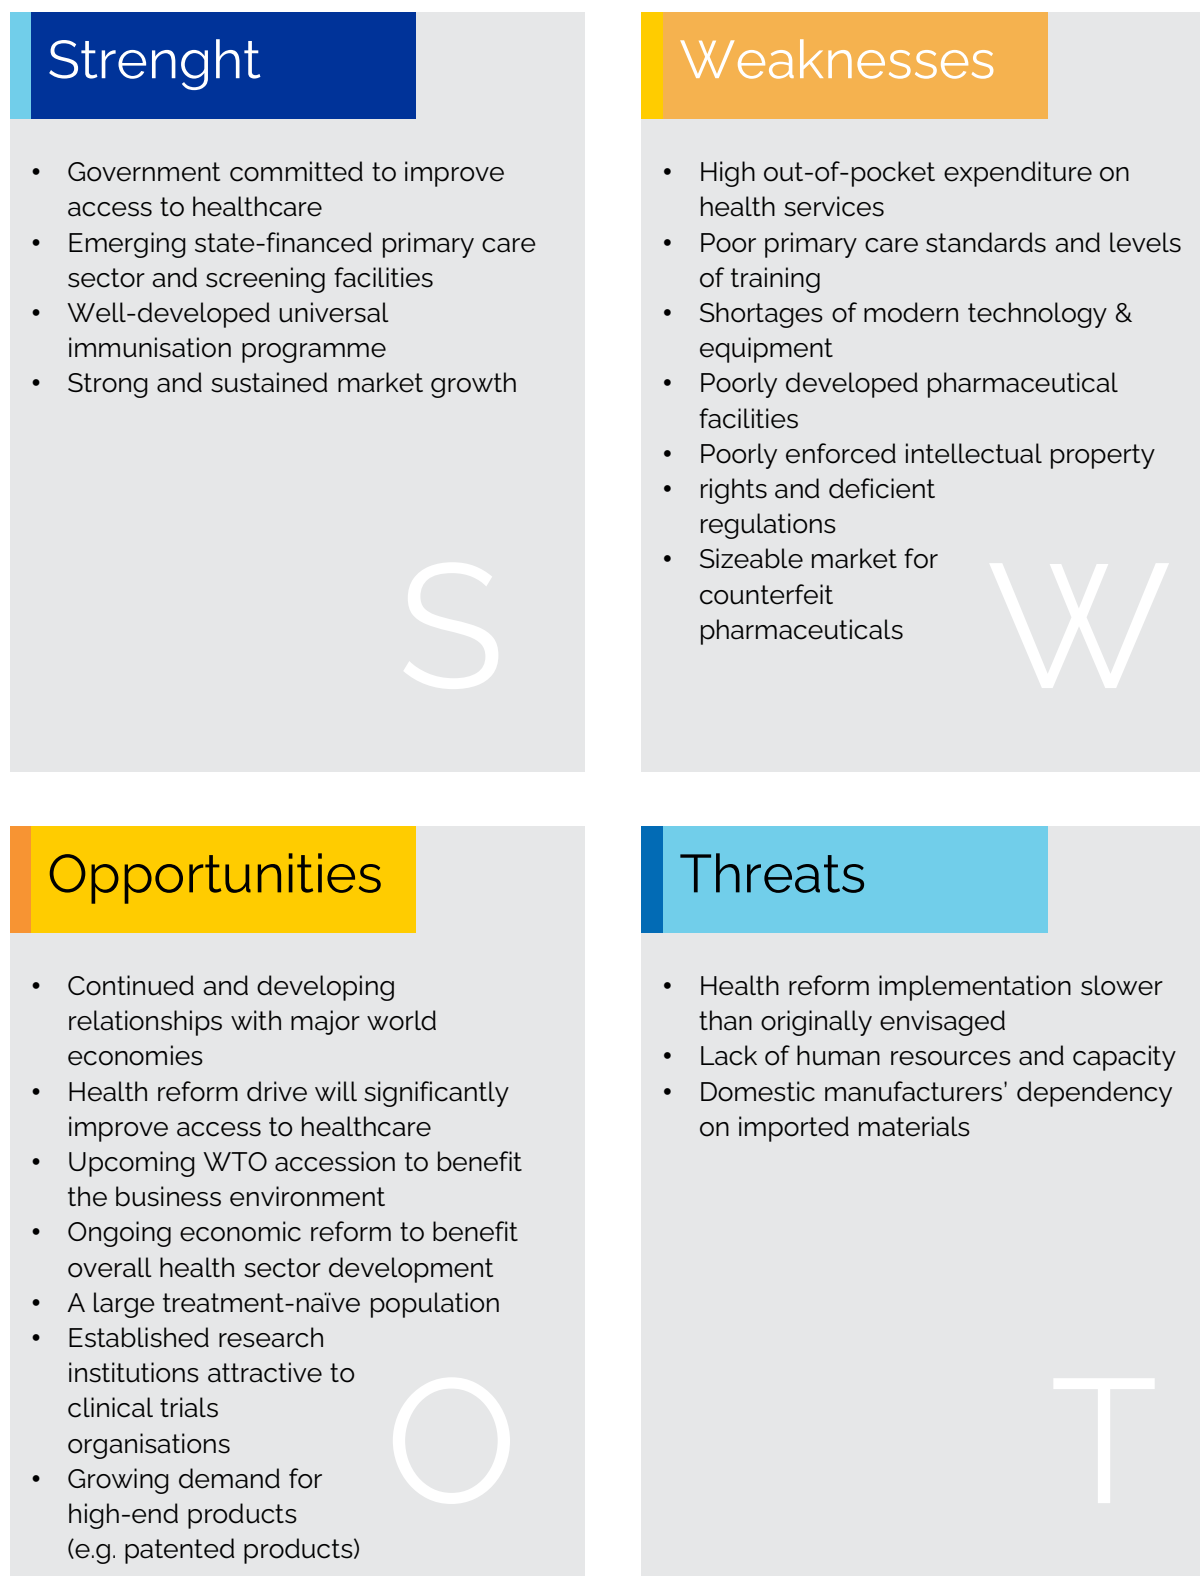 Strenght
• Government committed to improve
access to healthcare
• Emerging state-financed primary care
sector and screening facilities
• Well-developed universal
immunisation programme
• Strong and sustained market growth
S
Weaknesses
• High out-of-pocket expenditure on
health services
• Poor primary care standards and levels
of training
• Shortages of modern technology &
equipment
• Poorly developed pharmaceutical
facilities
• Poorly enforced intellectual property
• rights and deficient
regulations
• Sizeable market for
counterfeit
pharmaceuticals
W
Opportunities
• Continued and developing
relationships with major world
economies
• Health reform drive will significantly
improve access to healthcare
• Upcoming WTO accession to benefit
the business environment
• Ongoing economic reform to benefit
overall health sector development
• A large treatment-naïve population
• Established research
institutions attractive to
clinical trials
organisations
• Growing demand for
high-end products
(e.g. patented products)
O
Threats
• Health reform implementation slower
than originally envisaged
• Lack of human resources and capacity
• Domestic manufacturers' dependency
on imported materials
T